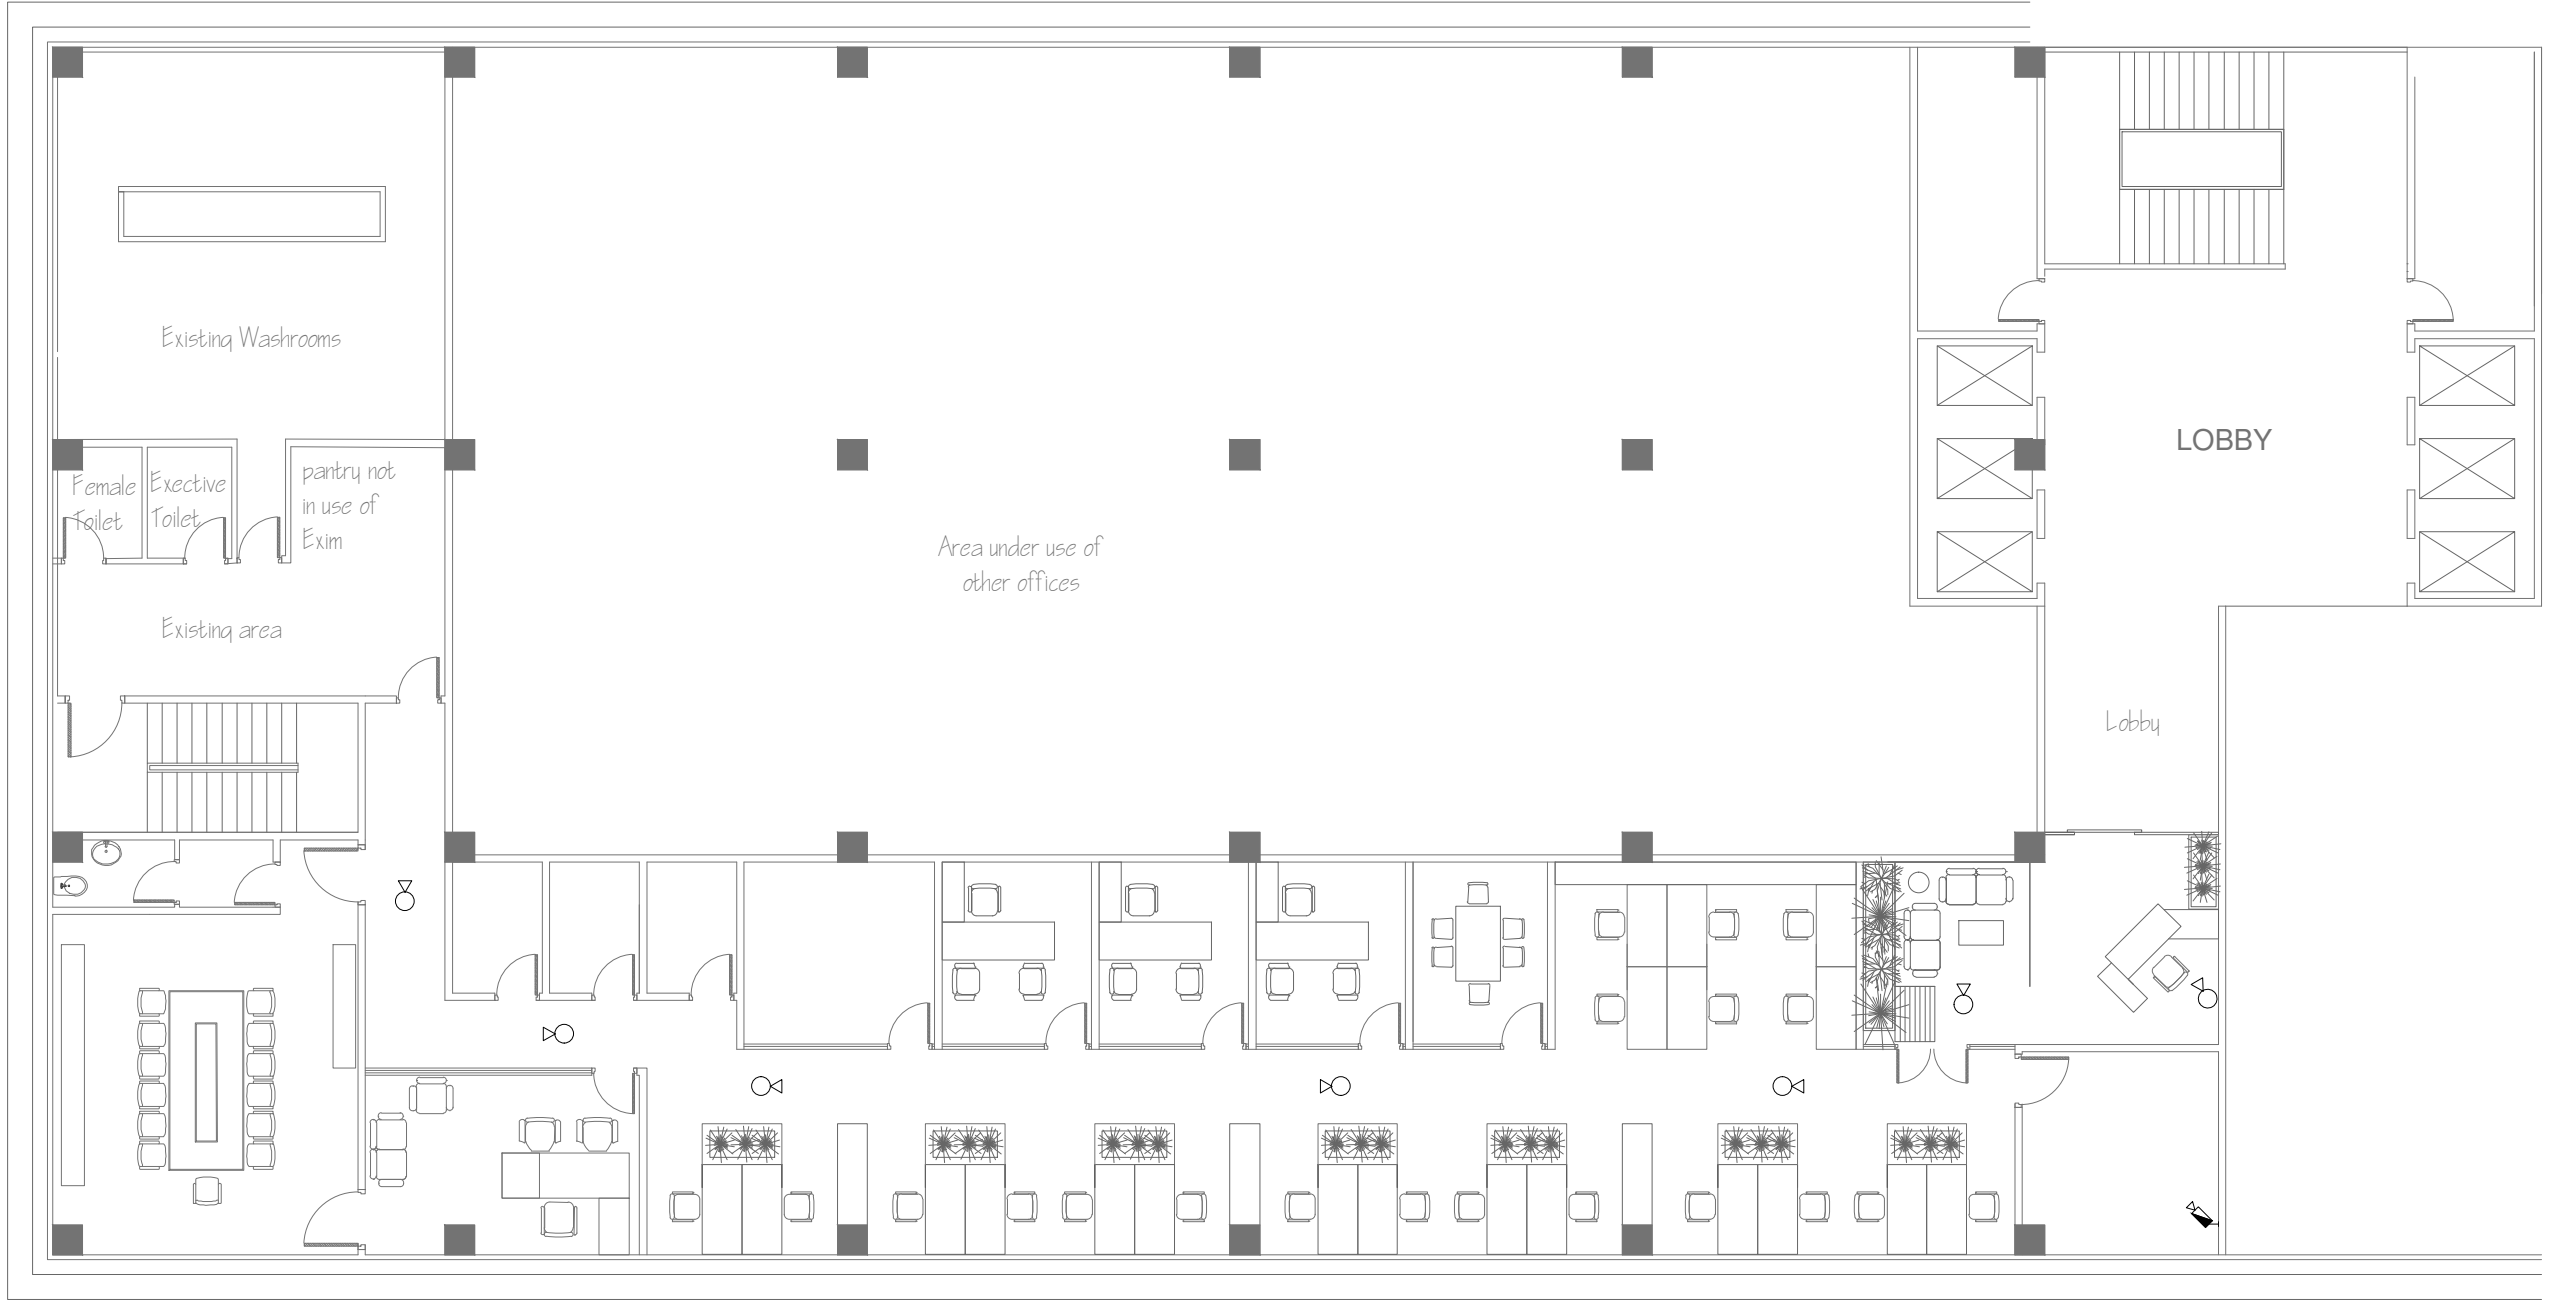 Existing Washrooms
LOBBY
Female
Toilet
Exective
Toilet
pantry not
in use of
Exim
Area under use of
other offices
Existing area
Lobby